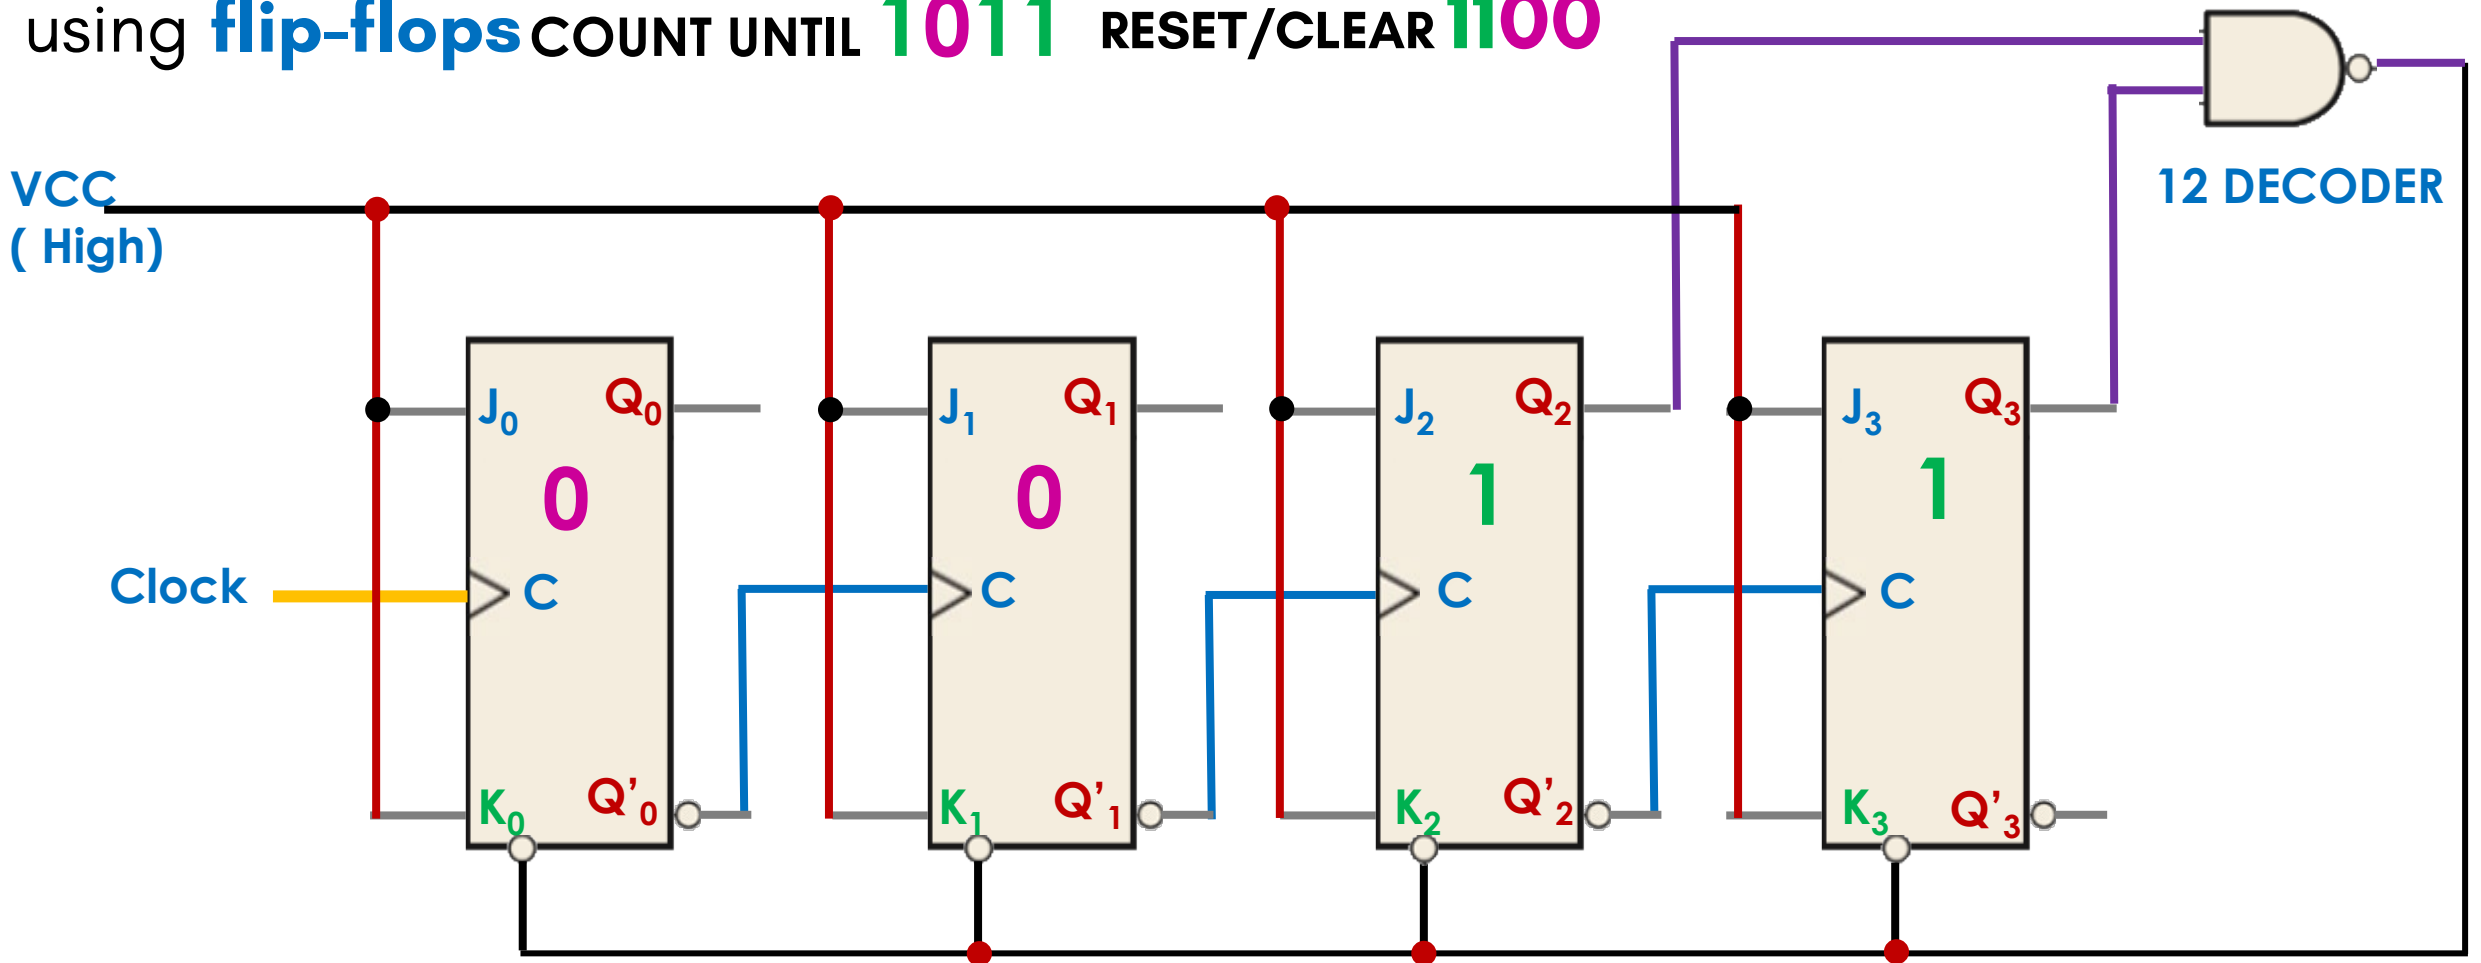 using flip-flops COUNT UNTIL 1011 RESET/CLEAR 1100
VCC
( High)
12 DECODER
J0 Q0 J1 Q1 J2 Q2 J3 Q3
0 0 1 1
Clock C C C C
K0 Q’0 K1 Q’1 K2 Q’2 K3 Q’3